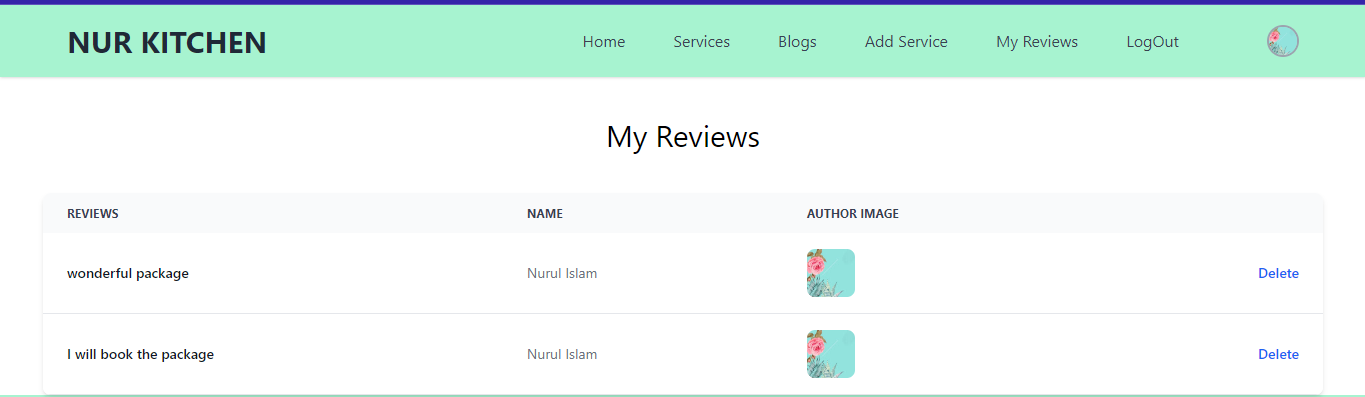 NUR KITCHEN Home Services Blogs Add Service My Reviews LogOut
My Reviews
REVIEWS NAME AUTHOR IMAGE
wonderful package Nurul Islam Delete
I will book the package Nurul Islam Delete